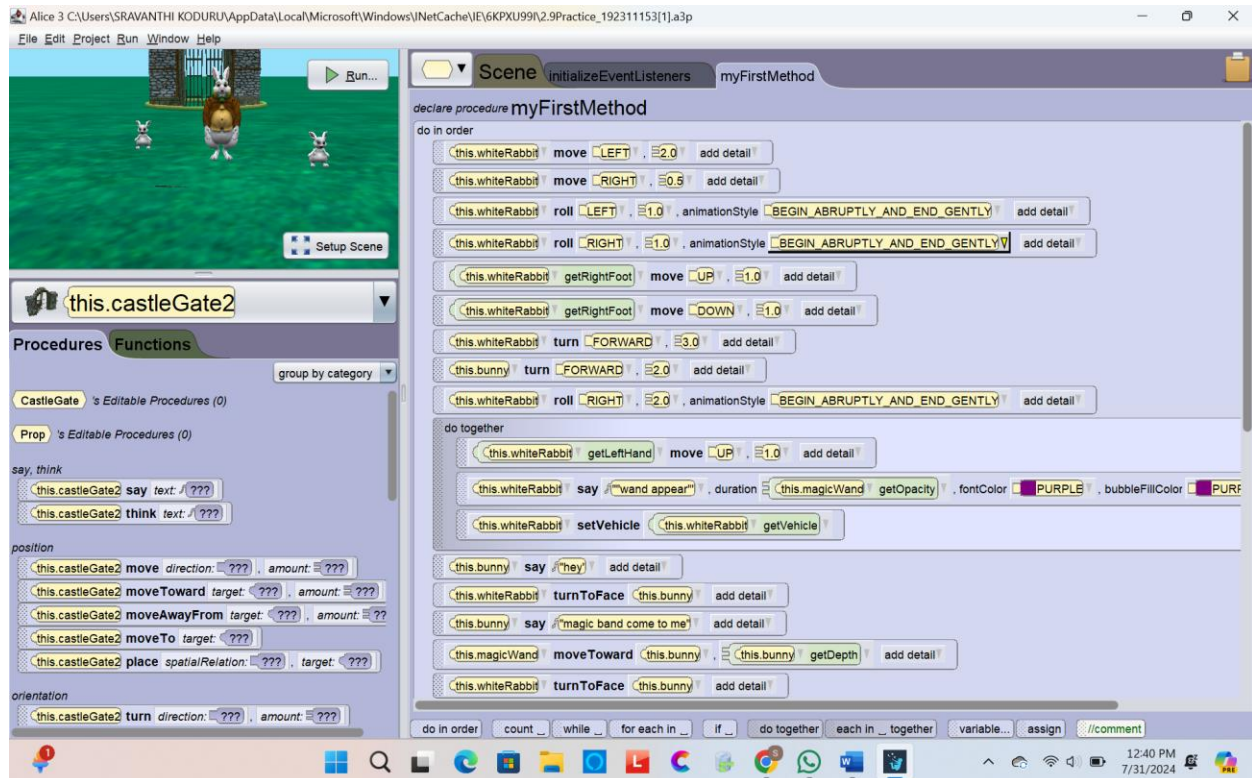 Alice 3 C:\Users\SRAVANTHI KODURU\AppData\Local\Microsoft\Windows\INetCache\IE\6KPXU99I\2.9Practice_192311153[1].a3p
File Edit Project Run Window Help
Run...
Setup Scene
this.castleGate2
Procedures Functions
group by category
CastleGate 's Editable Procedures (0)
Prop 's Editable Procedures (0)
say, think
this.castleGate2 say text: ???
this.castleGate2 think text: ???
position
this.castleGate2 move direction: ??? , amount: ???
this.castleGate2 moveToward target: ??? , amount: ???
this.castleGate2 moveAwayFrom target: ??? , amount: ??
this.castleGate2 moveTo target: ???
this.castleGate2 place spatialRelation: ??? , target: ???
orientation
this.castleGate2 turn direction: ??? , amount: ???
Scene initializeEventListeners myFirstMethod
declare procedure myFirstMethod
do in order
this.whiteRabbit move LEFT , 2.0 add detail
this.whiteRabbit move RIGHT , 0.5 add detail
this.whiteRabbit roll LEFT , 1.0 , animationStyle BEGIN_ABRUPTLY_AND_END_GENTLY add detail
this.whiteRabbit roll RIGHT , 1.0 , animationStyle BEGIN_ABRUPTLY_AND_END_GENTLY add detail
this.whiteRabbit getRightFoot move UP , 1.0 add detail
this.whiteRabbit getRightFoot move DOWN , 1.0 add detail
this.whiteRabbit turn FORWARD , 3.0 add detail
this.bunny turn FORWARD , 2.0 add detail
this.whiteRabbit roll RIGHT , 2.0 , animationStyle BEGIN_ABRUPTLY_AND_END_GENTLY add detail
do together
this.whiteRabbit getLeftHand move UP , 1.0 add detail
this.whiteRabbit say ""wand appear"" , duration this.magicWand getOpacity , fontColor PURPLE , bubbleFillColor PURF
this.whiteRabbit setVehicle this.whiteRabbit getVehicle
this.bunny say "hey" add detail
this.whiteRabbit turnToFace this.bunny add detail
this.bunny say "magic band come to me" add detail
this.magicWand moveToward this.bunny , this.bunny getDepth add detail
this.whiteRabbit turnToFace this.bunny add detail
do in order count _ while _ for each in _ if _ do together each in _ together variable... assign //comment
12:40 PM
7/31/2024